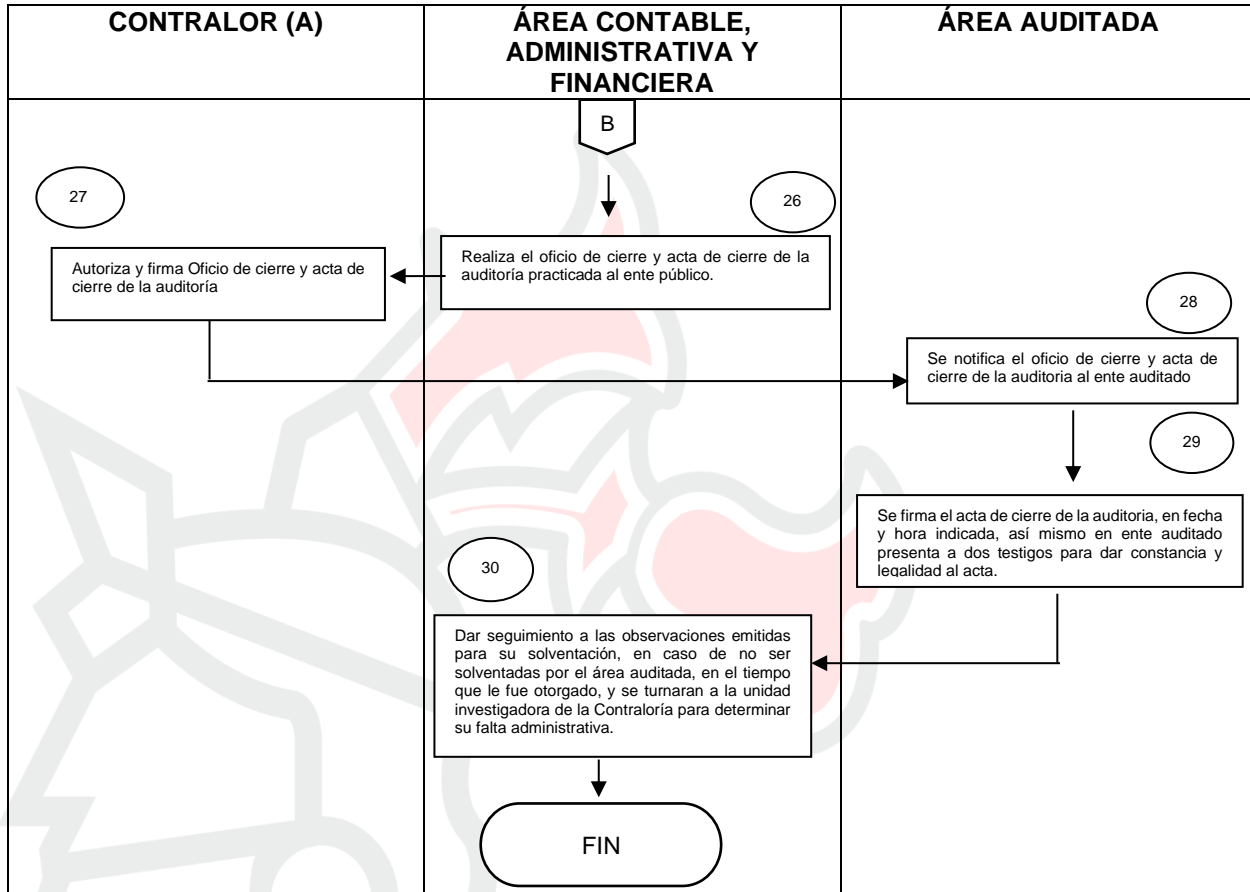 CONTRALOR (A)
ÁREA CONTABLE,
ADMINISTRATIVA Y
FINANCIERA
ÁREA AUDITADA
B
26
Realiza el oficio de cierre y acta de cierre de la
auditoría practicada al ente público.
27
Autoriza y firma Oficio de cierre y acta de
cierre de la auditoría
28
Se notifica el oficio de cierre y acta de
cierre de la auditoria al ente auditado
29
Se firma el acta de cierre de la auditoria, en fecha
y hora indicada, así mismo en ente auditado
presenta a dos testigos para dar constancia y
legalidad al acta.
30
Dar seguimiento a las observaciones emitidas
para su solventación, en caso de no ser
solventadas por el área auditada, en el tiempo
que le fue otorgado, y se turnaran a la unidad
investigadora de la Contraloría para determinar
su falta administrativa.
FIN